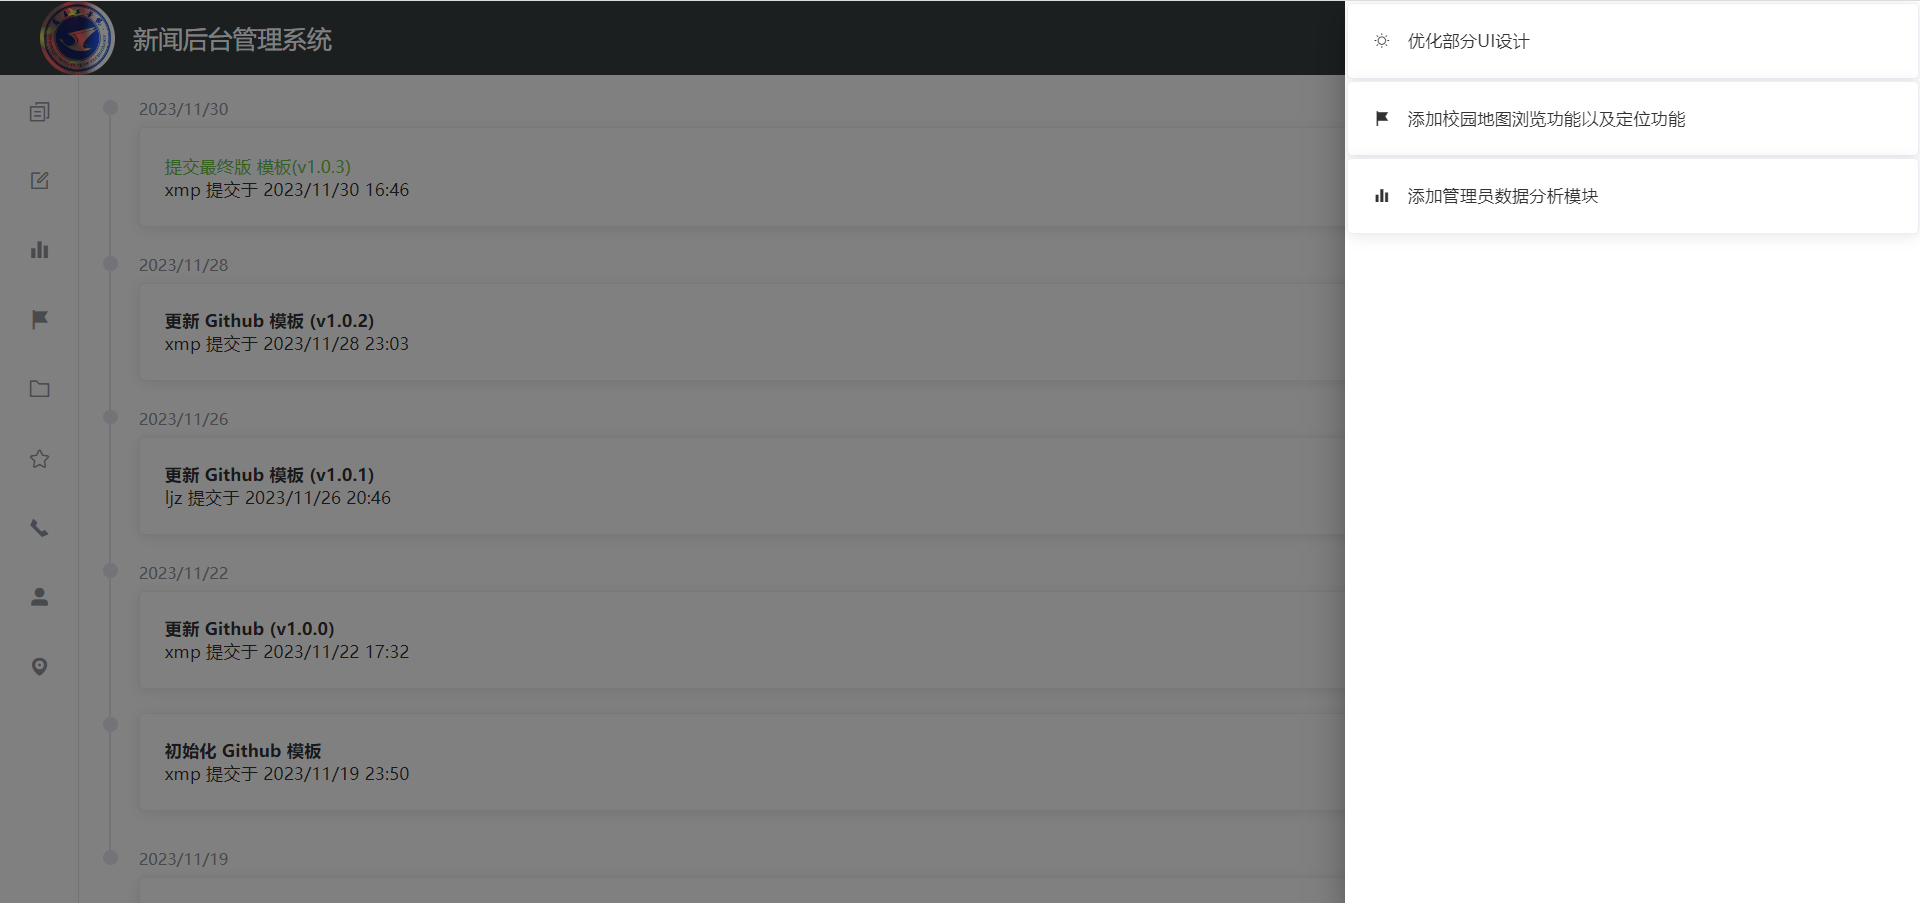 新闻后台管理系统
2023/11/30
提交最终版 模板(v1.0.3)
xmp 提交于 2023/11/30 16:46
2023/11/28
更新 Github 模板 (v1.0.2)
xmp 提交于 2023/11/28 23:03
2023/11/26
更新 Github 模板 (v1.0.1)
ljz 提交于 2023/11/26 20:46
2023/11/22
更新 Github (v1.0.0)
xmp 提交于 2023/11/22 17:32
初始化 Github 模板
xmp 提交于 2023/11/19 23:50
2023/11/19
优化部分UI设计
添加校园地图浏览功能以及定位功能
添加管理员数据分析模块